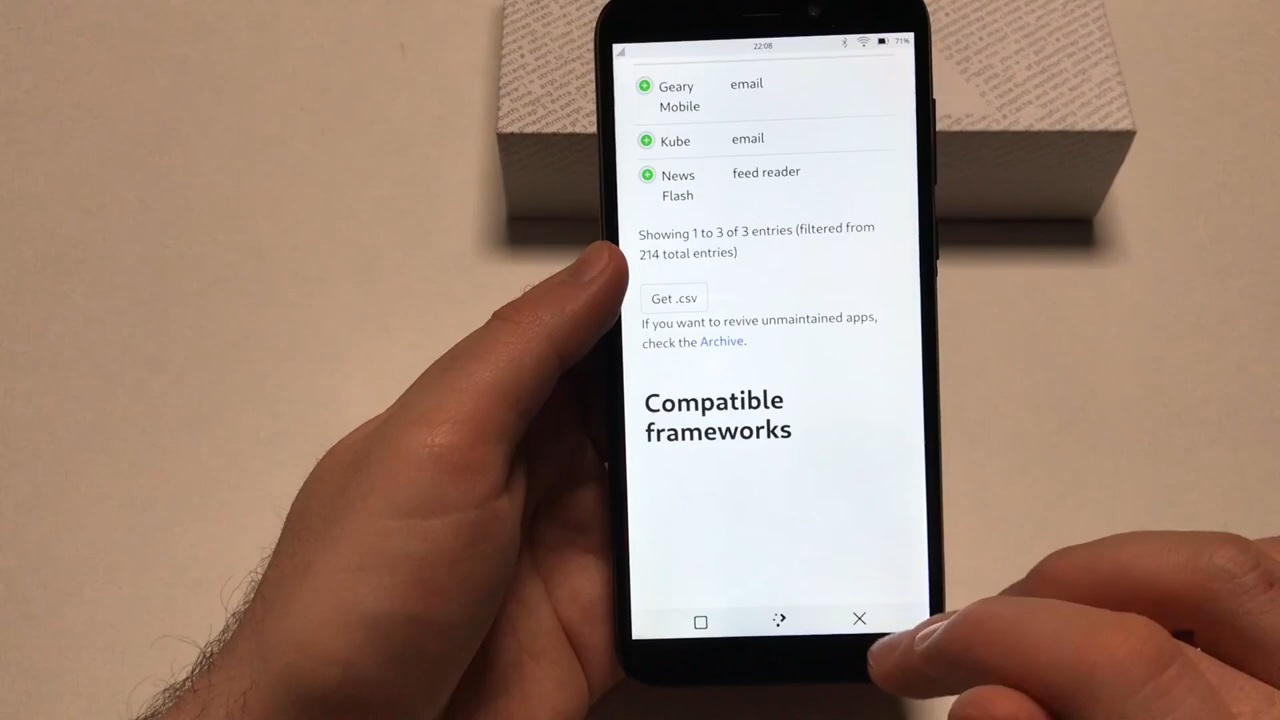 22:08
71%
Geary email
Mobile
Kube email
News feed reader
Flash
Showing 1 to 3 of 3 entries (filtered from
214 total entries)
Get .csv
If you want to revive unmaintained apps,
check the Archive.
Compatible
frameworks